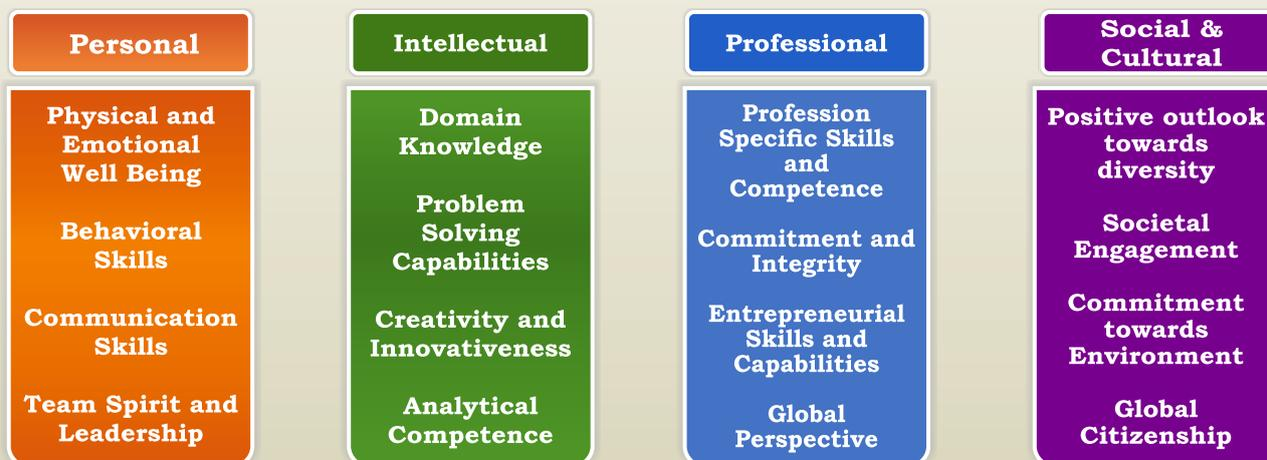 Personal
Physical and
Emotional
Well Being
Behavioral
Skills
Communication
Skills
Team Spirit and
Leadership
Intellectual
Domain
Knowledge
Problem
Solving
Capabilities
Creativity and
Innovativeness
Analytical
Competence
Professional
Profession
Specific Skills
and
Competence
Commitment and
Integrity
Entrepreneurial
Skills and
Capabilities
Global
Perspective
Social &
Cultural
Positive outlook
towards
diversity
Societal
Engagement
Commitment
towards
Environment
Global
Citizenship